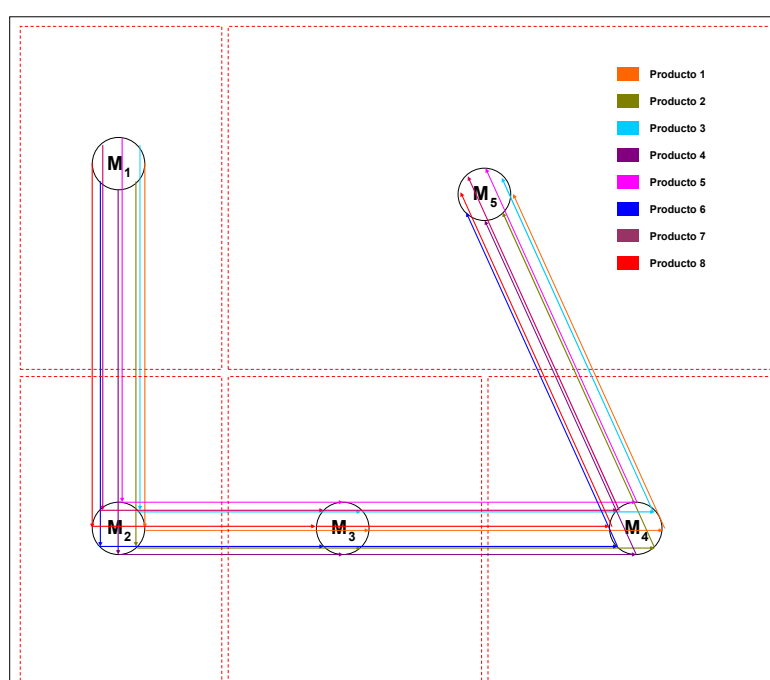 Producto 1
Producto 2
Producto 3
Producto 4
Producto 5
Producto 6
Producto 7
Producto 8
M1
M5
M2
M3
M4